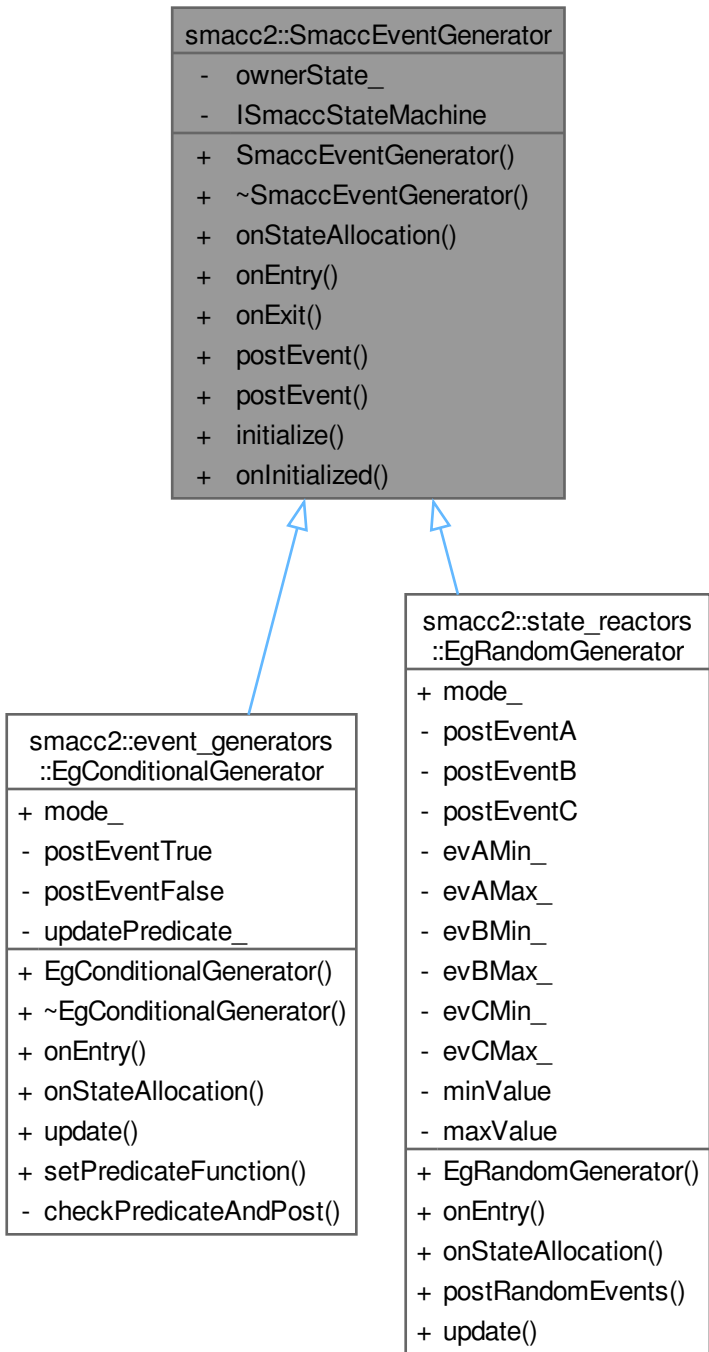 smacc2::SmaccEventGenerator
- ownerState_
- ISmaccStateMachine
+ SmaccEventGenerator()
+ ~SmaccEventGenerator()
+ onStateAllocation()
+ onEntry()
+ onExit()
+ postEvent()
+ postEvent()
+ initialize()
+ onInitialized()
smacc2::event_generators
::EgConditionalGenerator
+ mode_
- postEventTrue
- postEventFalse
- updatePredicate_
+ EgConditionalGenerator()
+ ~EgConditionalGenerator()
+ onEntry()
+ onStateAllocation()
+ update()
+ setPredicateFunction()
- checkPredicateAndPost()
smacc2::state_reactors
::EgRandomGenerator
+ mode_
- postEventA
- postEventB
- postEventC
- evAMin_
- evAMax_
- evBMin_
- evBMax_
- evCMin_
- evCMax_
- minValue
- maxValue
+ EgRandomGenerator()
+ onEntry()
+ onStateAllocation()
+ postRandomEvents()
+ update()